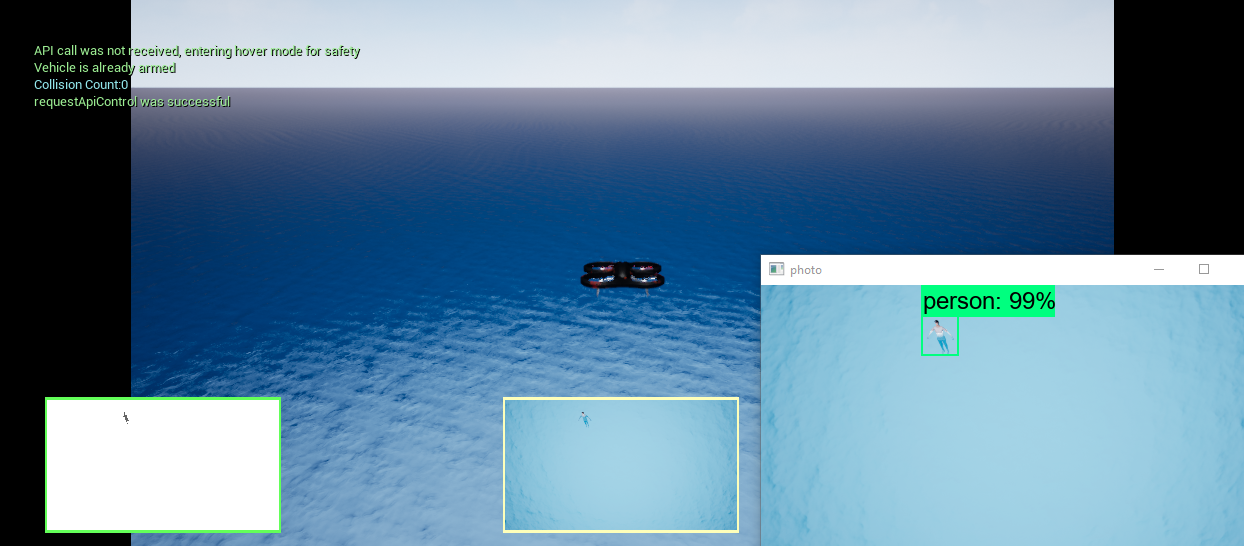 API call was not received, entering hover mode for safety
Vehicle is already armed
Collision Count:0
requestApiControl was successful
photo
person: 99%